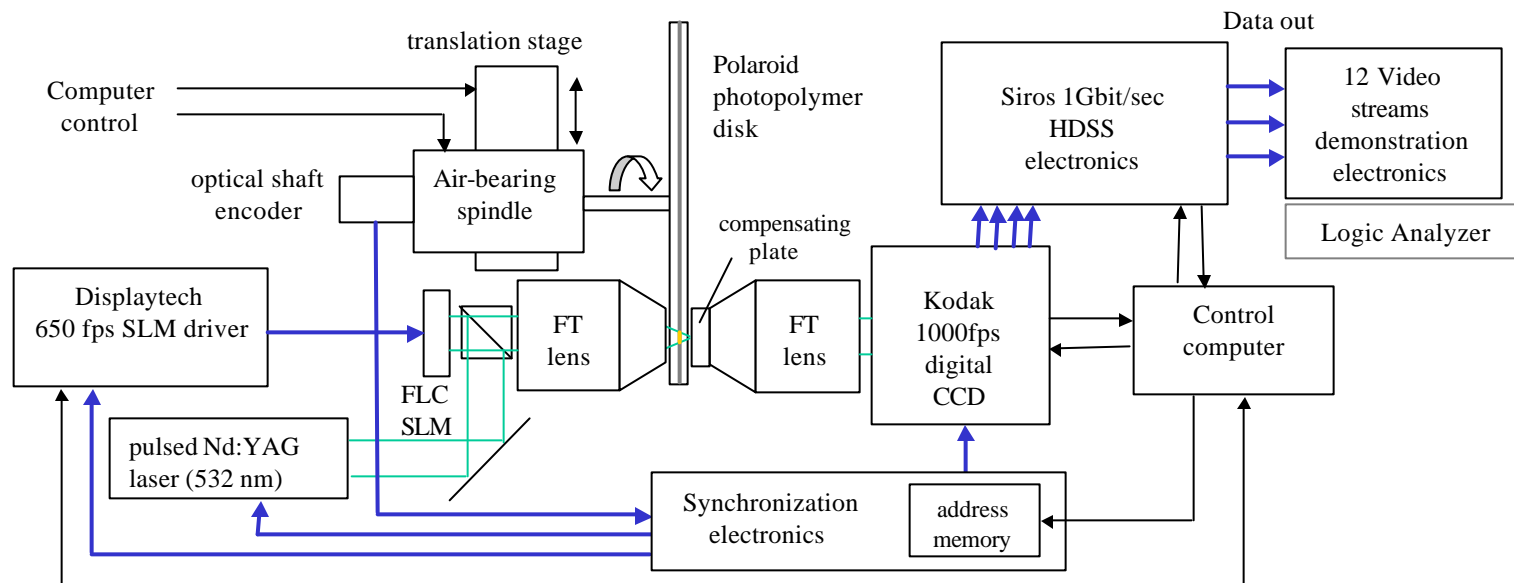 Data out
translation stage
Computer
control
Polaroid
photopolymer
disk
Siros 1Gbit/sec
HDSS
electronics
12 Video
streams
demonstration
electronics
optical shaft
encoder
Air-bearing
spindle
compensating
plate
Logic Analyzer
Displaytech
650 fps SLM driver
FT
lens
FT
lens
Kodak
1000fps
digital
CCD
Control
computer
FLC
SLM
pulsed Nd:YAG
laser (532 nm)
Synchronization
electronics
address
memory